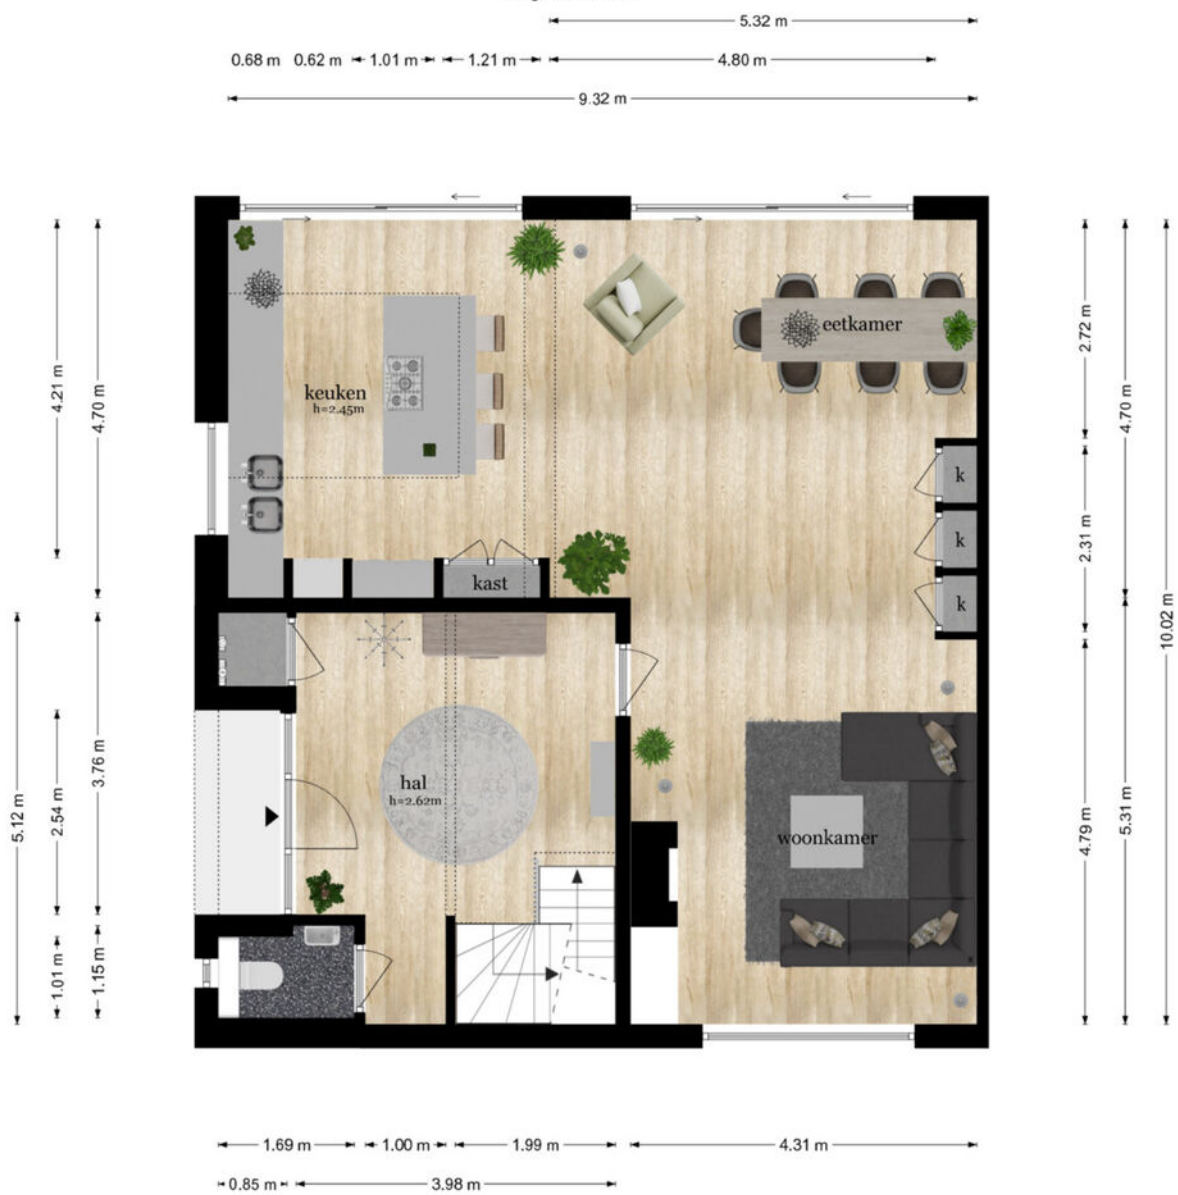 5.32 m
0.68 m 0.62 m 1.01 m 1.21 m 4.80 m
9.32 m
eetkamer
2.72 m
4.21 m
4.70 m
keuken
h=2.45m
4.70 m
k
2.31 m
k
kast
k
10.02 m
3.76 m
hal
h=2.62m
2.54 m
5.12 m
woonkamer
4.79 m
5.31 m
1.01 m
1.15 m
1.69 m 1.00 m 1.99 m 4.31 m
0.85 m 3.98 m